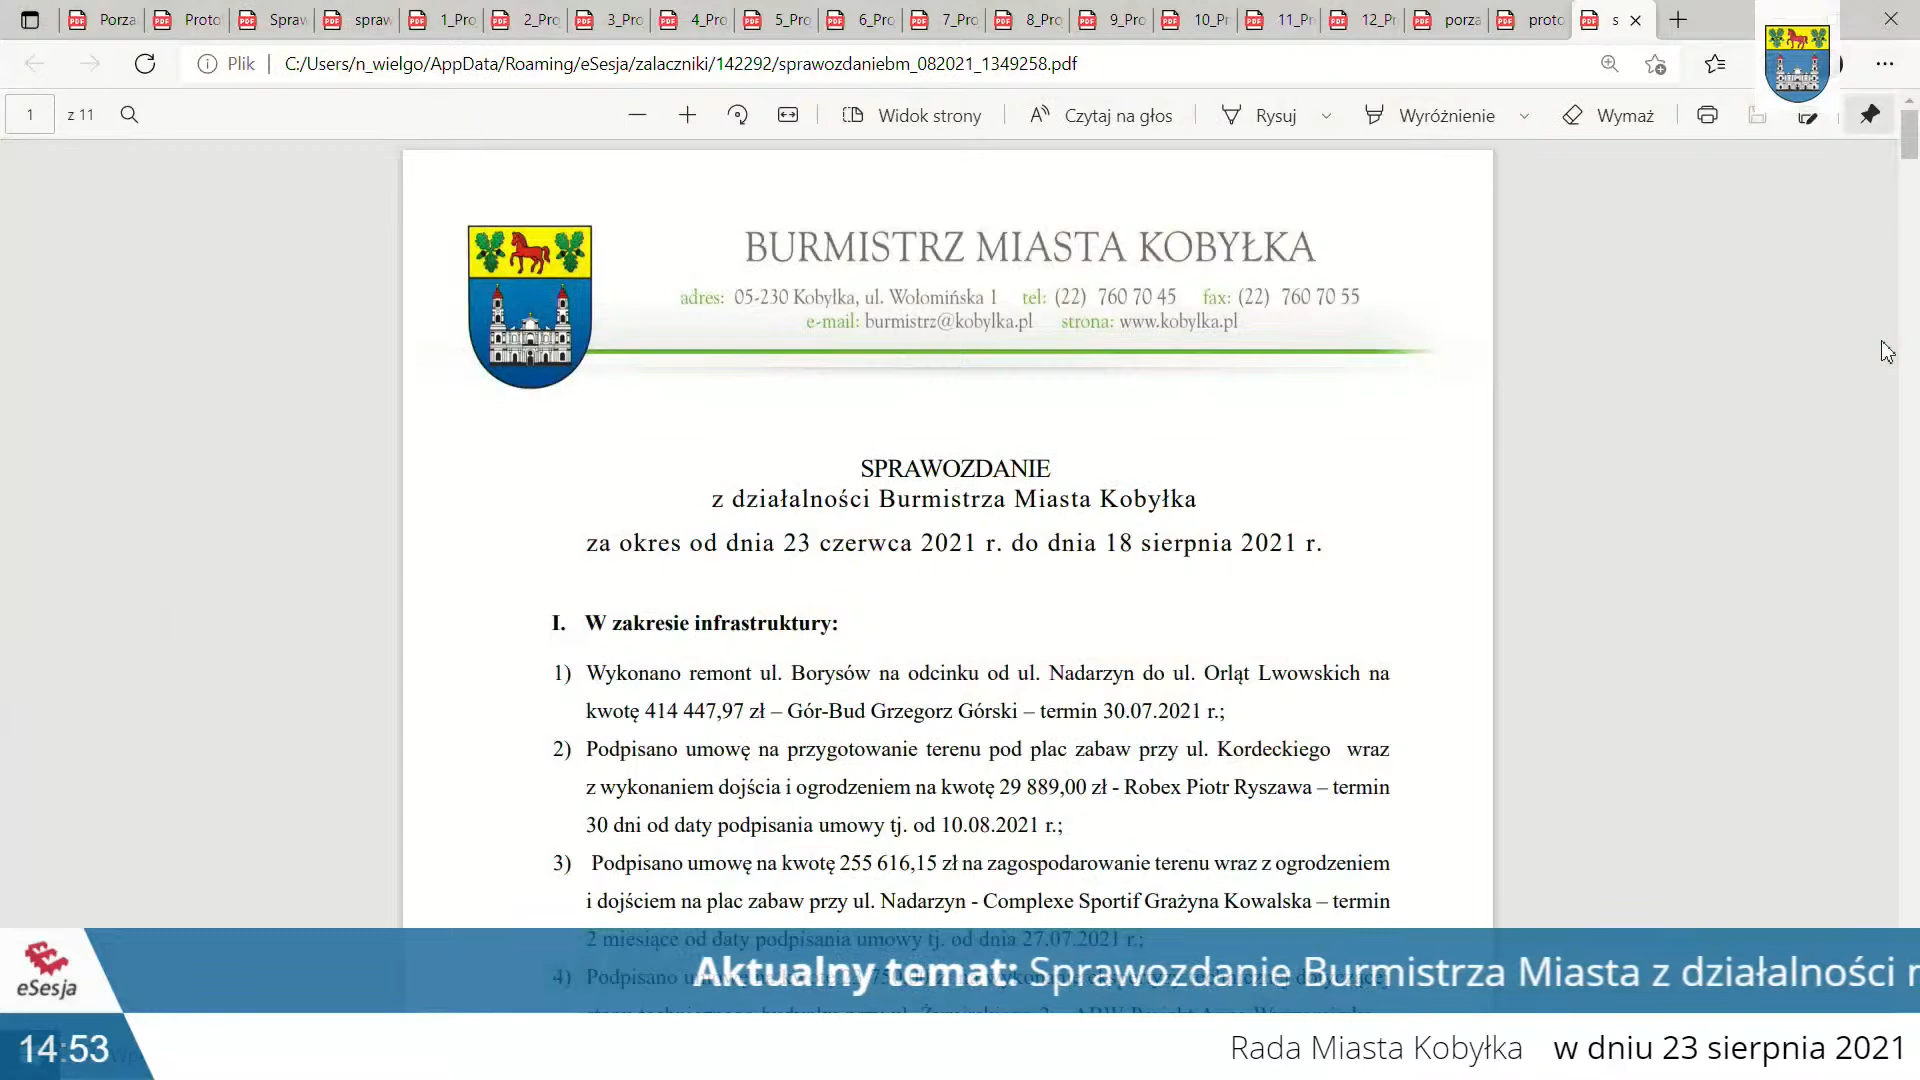 Porza
Proto
Spraw
spraw
1_Pro
2_Pro
3_Pro
4_Pro
5_Pro
6_Pro
7_Pro
8_Pro
9_Pro
10_Pr
11_Pr
12_Pr
porza
proto
s
Plik
C:/Users/n_wielgo/AppData/Roaming/eSesja/zalaczniki/142292/sprawozdaniebm_082021_1349258.pdf
1 z 11
Widok strony
Czytaj na głos
Rysuj
Wyróżnienie
Wymaż
BURMISTRZ MIASTA KOBYŁKA
adres: 05-230 Kobyłka, ul. Wołomińska 1 tel: (22) 760 70 45 fax: (22) 760 70 55
e-mail: burmistrz@kobylka.pl strona: www.kobylka.pl
SPRAWOZDANIE
z działalności Burmistrza Miasta Kobyłka
za okres od dnia 23 czerwca 2021 r. do dnia 18 sierpnia 2021 r.
I. W zakresie infrastruktury:
1) Wykonano remont ul. Borysów na odcinku od ul. Nadarzyn do ul. Orląt Lwowskich na
kwotę 414 447,97 zł – Gór-Bud Grzegorz Górski – termin 30.07.2021 r.;
2) Podpisano umowę na przygotowanie terenu pod plac zabaw przy ul. Kordeckiego wraz
z wykonaniem dojścia i ogrodzeniem na kwotę 29 889,00 zł - Robex Piotr Ryszawa – termin
30 dni od daty podpisania umowy tj. od 10.08.2021 r.;
3) Podpisano umowę na kwotę 255 616,15 zł na zagospodarowanie terenu wraz z ogrodzeniem
i dojściem na plac zabaw przy ul. Nadarzyn - Complexe Sportif Grażyna Kowalska – termin
2 miesiące od daty podpisania umowy tj. od dnia 27.07.2021 r.;
4) Podpisano
eSesja
Aktualny temat: Sprawozdanie Burmistrza Miasta z działalności
14:53
Rada Miasta Kobyłka w dniu 23 sierpnia 2021